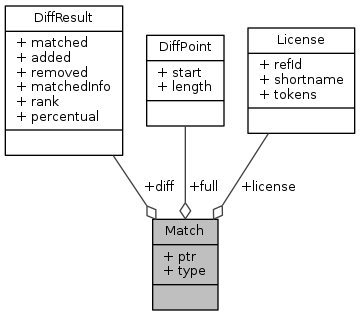 DiffResult
+ matched
+ added
+ removed
+ matchedInfo
+ rank
+ percentual
DiffPoint
+ start
+ length
License
+ refId
+ shortname
+ tokens
+diff
+full
+license
Match
+ ptr
+ type